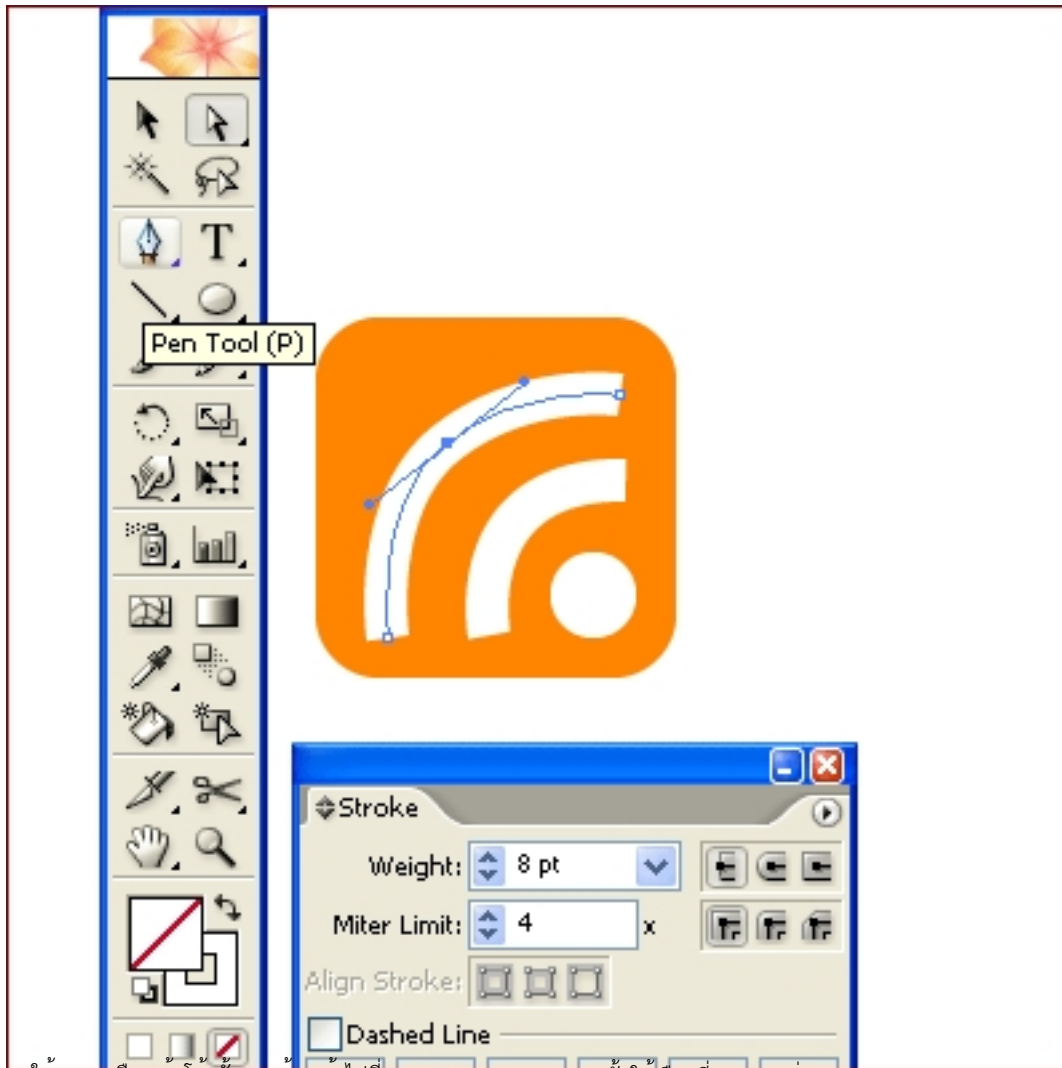 T
Pen Tool (P)
Stroke
Weight: 8 pt
Miter Limit: 4 x
Align Stroke:
Dashed Line